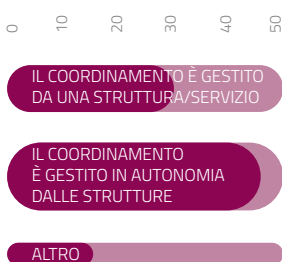 0
10
20
30
40
50
IL COORDINAMENTO È GESTITO
DA UNA STRUTTURA/SERVIZIO
IL COORDINAMENTO
È GESTITO IN AUTONOMIA
DALLE STRUTTURE
ALTRO